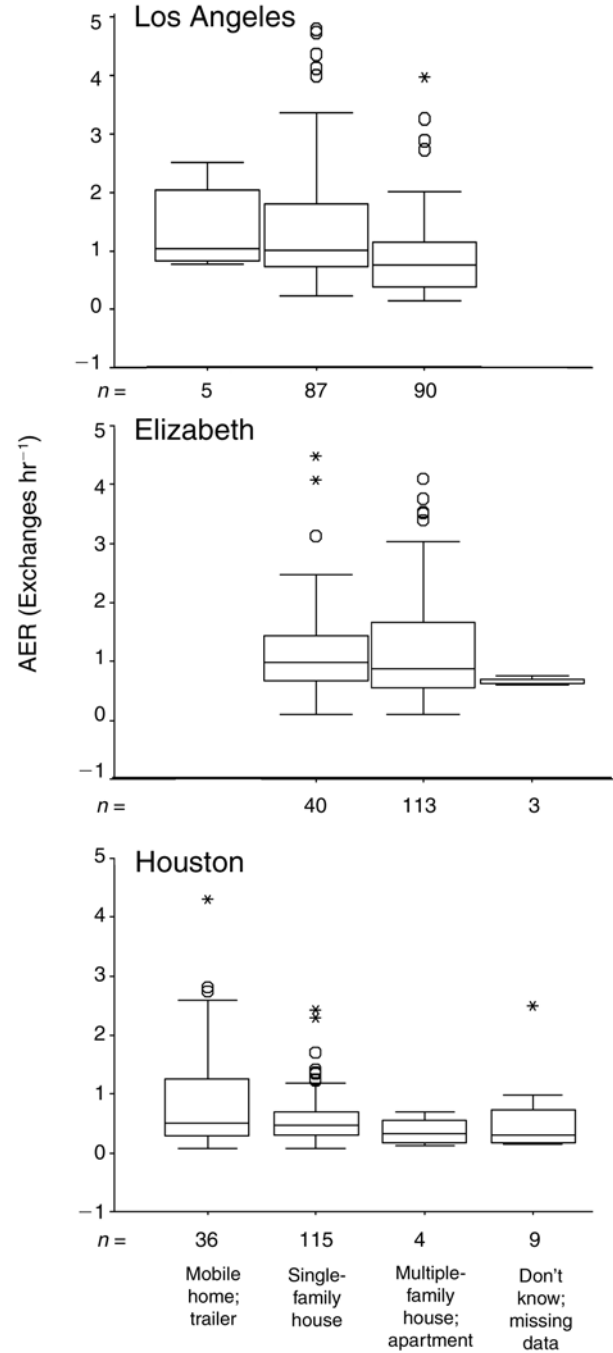 Los Angeles
5
4
3
2
1
0
−1
n = 5 87 90
Elizabeth
AER (Exchanges hr⁻¹)
5
4
3
2
1
0
−1
n = 40 113 3
Houston
5
4
3
2
1
0
−1
n = 36 115 4 9
Mobile
home;
trailer
Single-
family
house
Multiple-
family
house;
apartment
Don't
know;
missing
data